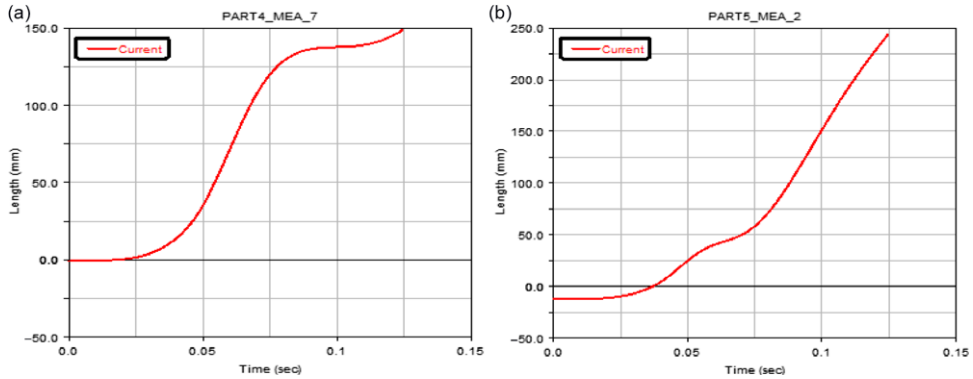 (a)
PART4_MEA_7
Current
150.0
100.0
50.0
0.0
−50.0
Length (mm)
0.0
0.05
0.1
0.15
Time (sec)
(b)
PART5_MEA_2
Current
250.0
200.0
150.0
100.0
50.0
0.0
−50.0
Length (mm)
0.0
0.05
0.1
0.15
Time (sec)